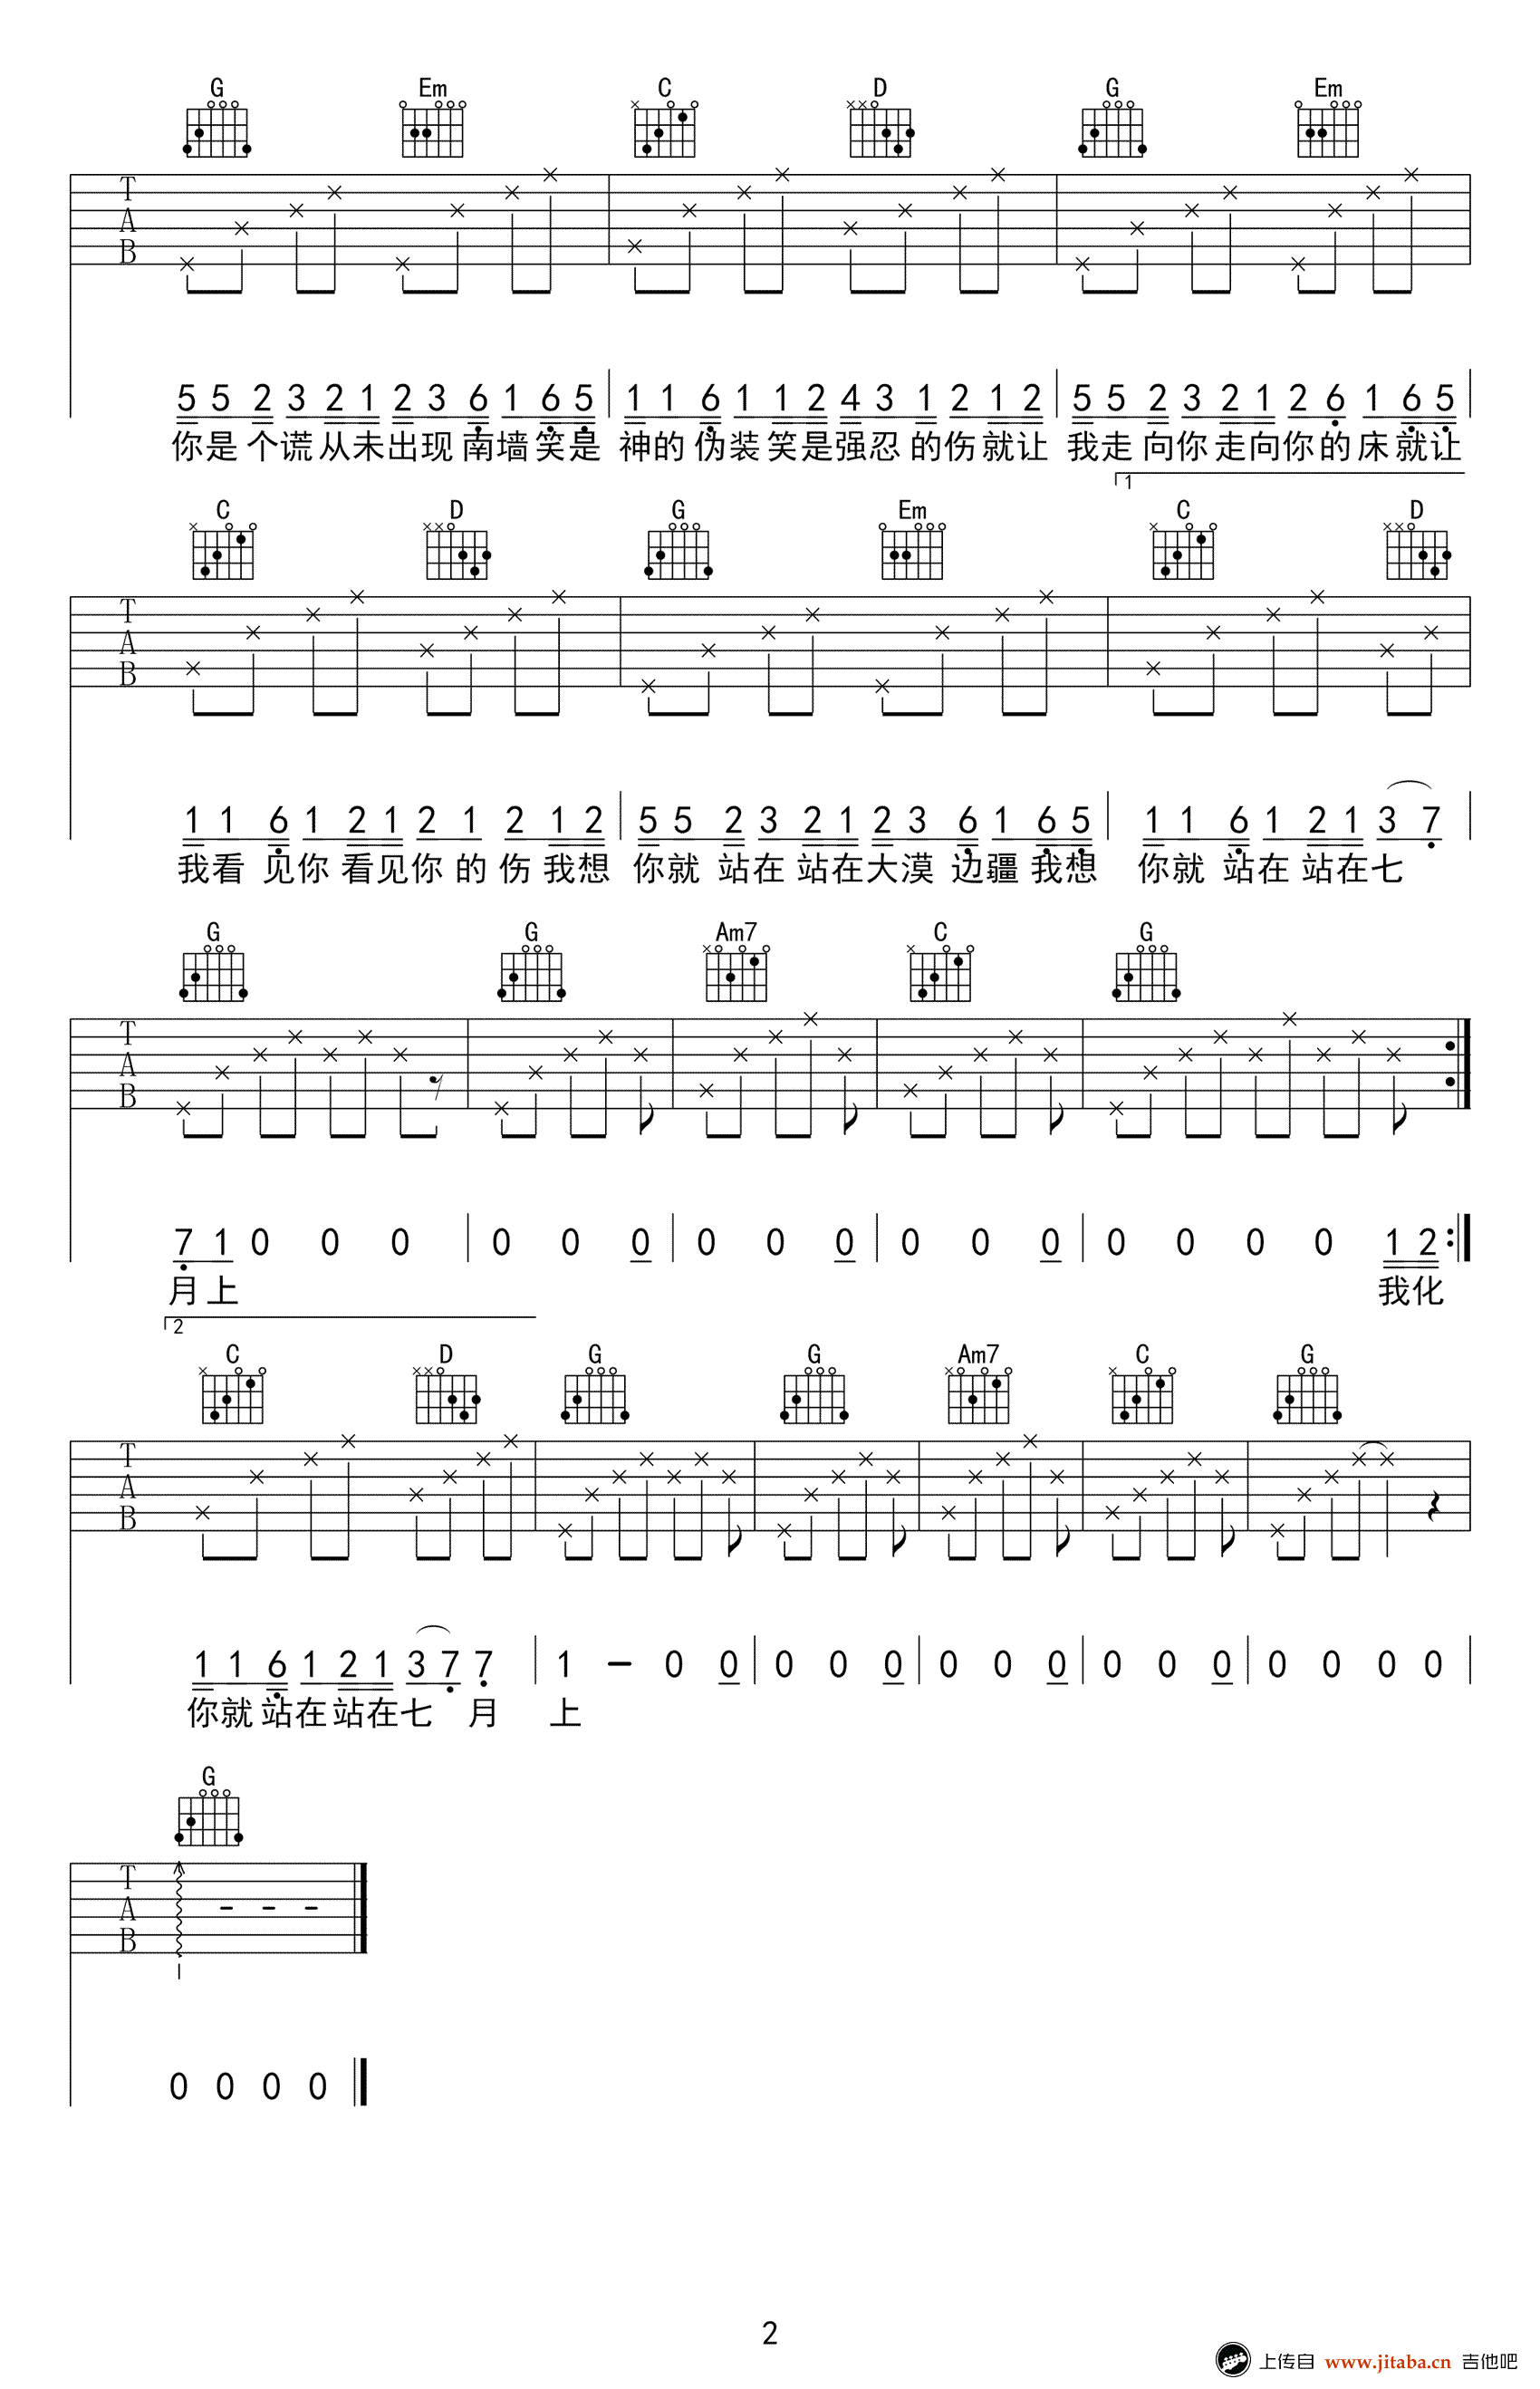 G Em C D G Em
T
A
B
5 5 2 3 2 1 2 3 6 1 6 5 1 1 6 1 1 2 4 3 1 2 1 2 5 5 2 3 2 1 2 6 1 6 5
你是个谎从未出现南墙笑是 神的伪装笑是强忍的伤就让 我走向你走向你的床就让
1
C D G Em C D
T
A
B
1 1 6 1 2 1 2 1 2 1 2 5 5 2 3 2 1 2 3 6 1 6 5 1 1 6 1 2 1 3 7
我看见你看见你的伤我想 你就站在站在大漠边疆我想 你就站在站在七
G G Am7 C G
T
A
B
7 1 0 0 0 0 0 0 0 0 0 0 0 0 0 0 0 0 1 2
月上 我化
2
C D G G Am7 C G
T
A
B
1 1 6 1 2 1 3 7 7 1 - 0 0 0 0 0 0 0 0 0 0 0 0 0 0 0
你就站在站在七月 上
G
T
A
B
0 0 0 0
2
上传自 www.jitaba.cn 吉他吧